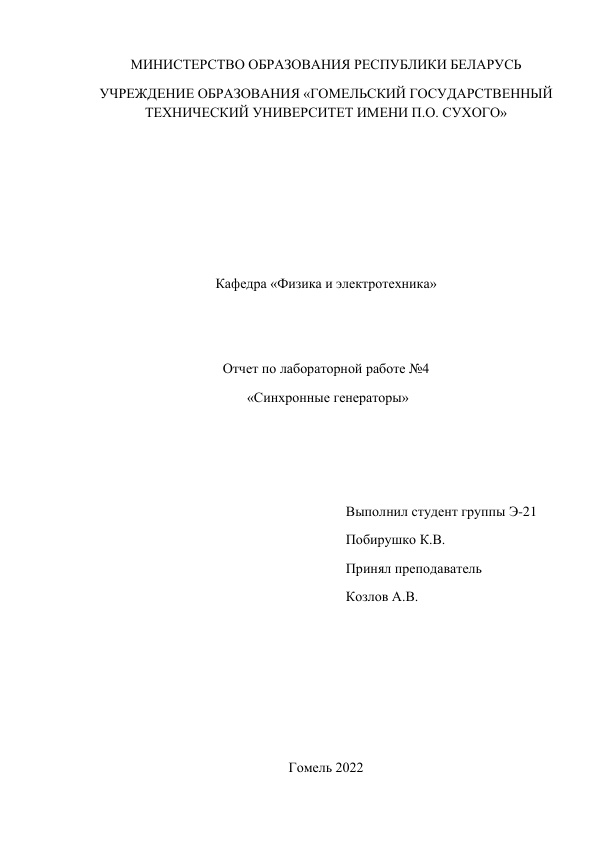 МИНИСТЕРСТВО ОБРАЗОВАНИЯ РЕСПУБЛИКИ БЕЛАРУСЬ
УЧРЕЖДЕНИЕ ОБРАЗОВАНИЯ «ГОМЕЛЬСКИЙ ГОСУДАРСТВЕННЫЙ
ТЕХНИЧЕСКИЙ УНИВЕРСИТЕТ ИМЕНИ П.О. СУХОГО»
Кафедра «Физика и электротехника»
Отчет по лабораторной работе №4
«Синхронные генераторы»
Выполнил студент группы Э-21
Побирушко К.В.
Принял преподаватель
Козлов А.В.
Гомель 2022